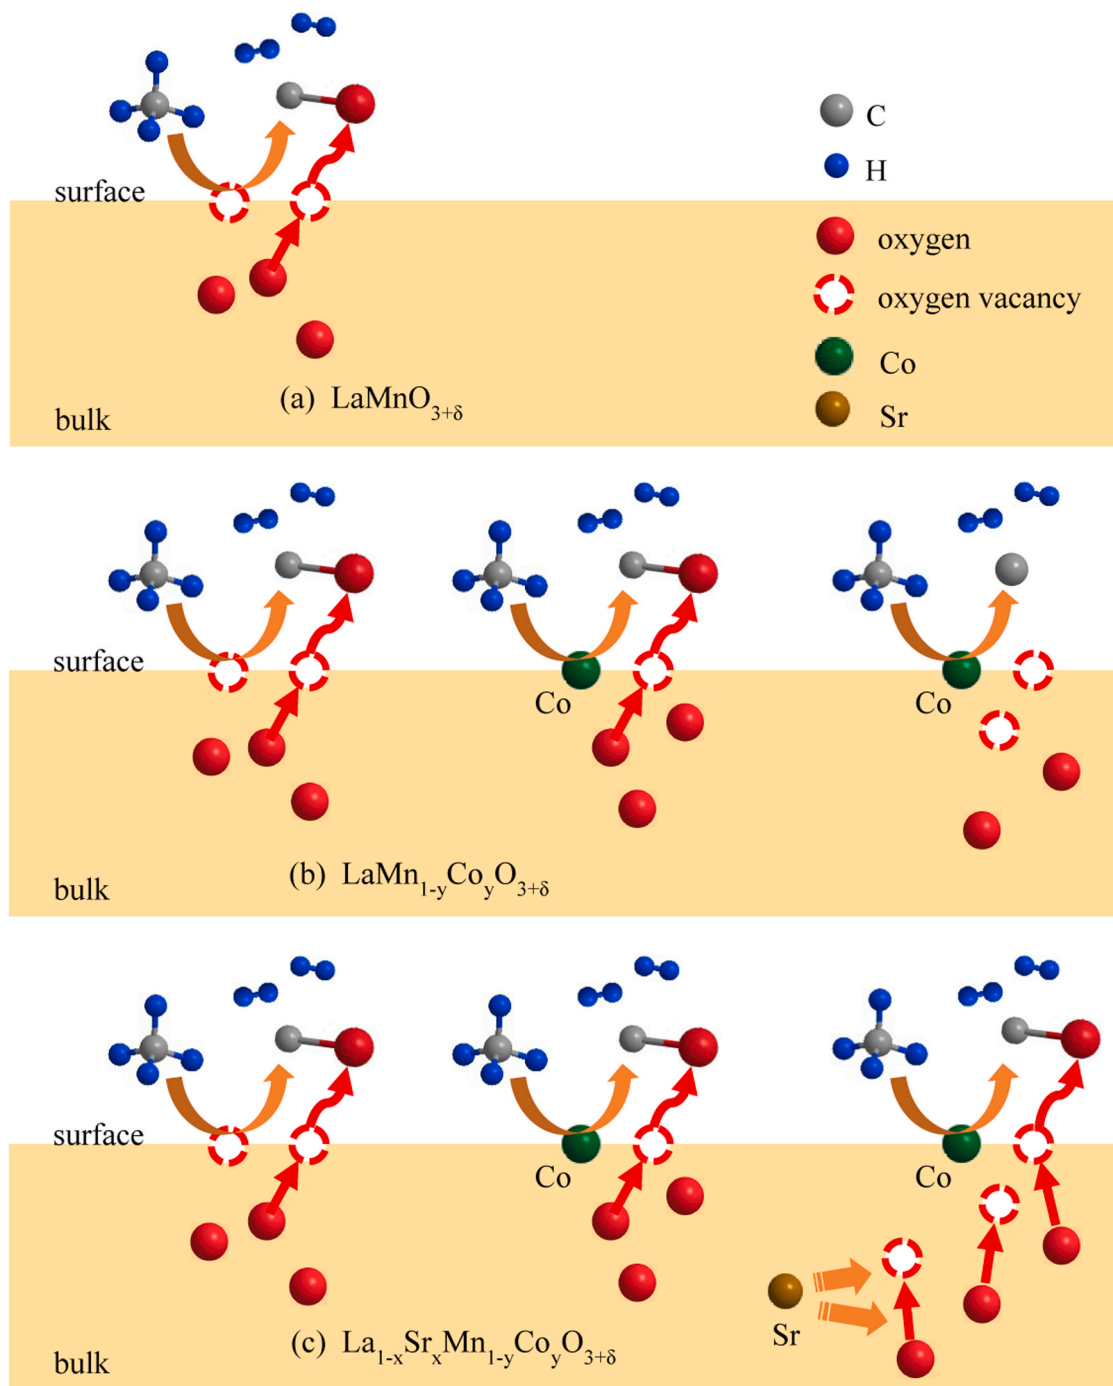 C
H
surface
oxygen
oxygen vacancy
Co
(a) LaMnO₃₊δ
Sr
bulk
surface
Co
Co
(b) LaMn₁₋yCoyO₃₊δ
bulk
surface
Co
Co
Sr
(c) La₁₋ₓSrₓMn₁₋yCoyO₃₊δ
bulk